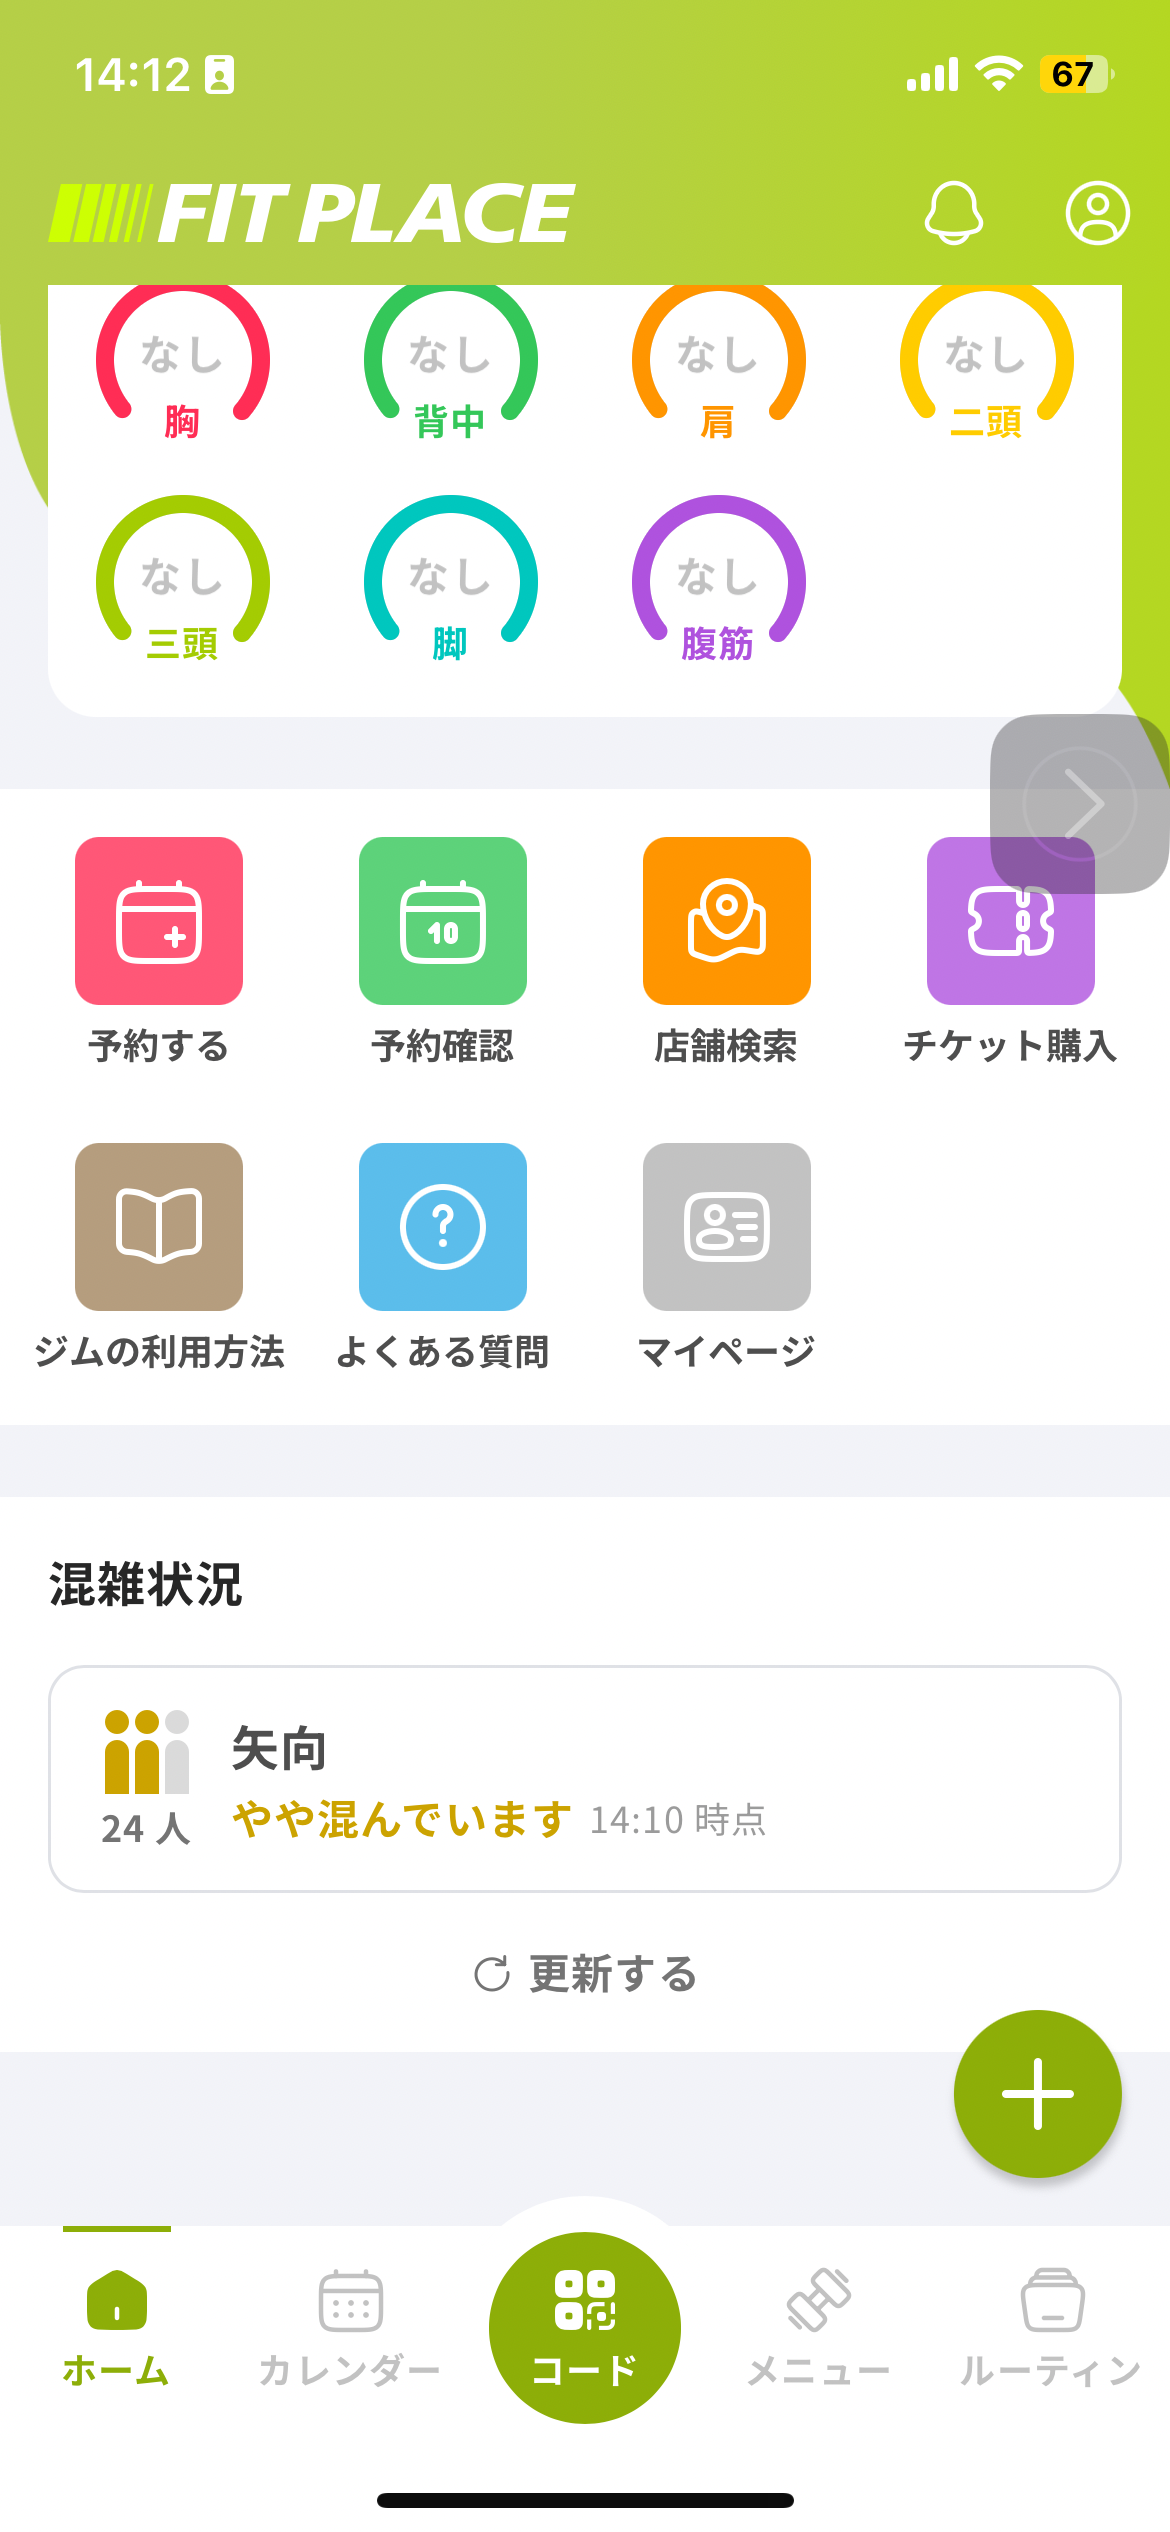 14:12
67
FIT PLACE
なし
なし
なし
なし
胸
背中
肩
二頭
なし
なし
なし
三頭
脚
腹筋
10
予約する
予約確認
店舗検索
チケット購入
?
ジムの利用方法
よくある質問
マイページ
混雑状況
矢向
やや混んでいます 14:10 時点
24 人
更新する
ホーム
カレンダー
コード
メニュー
ルーティン